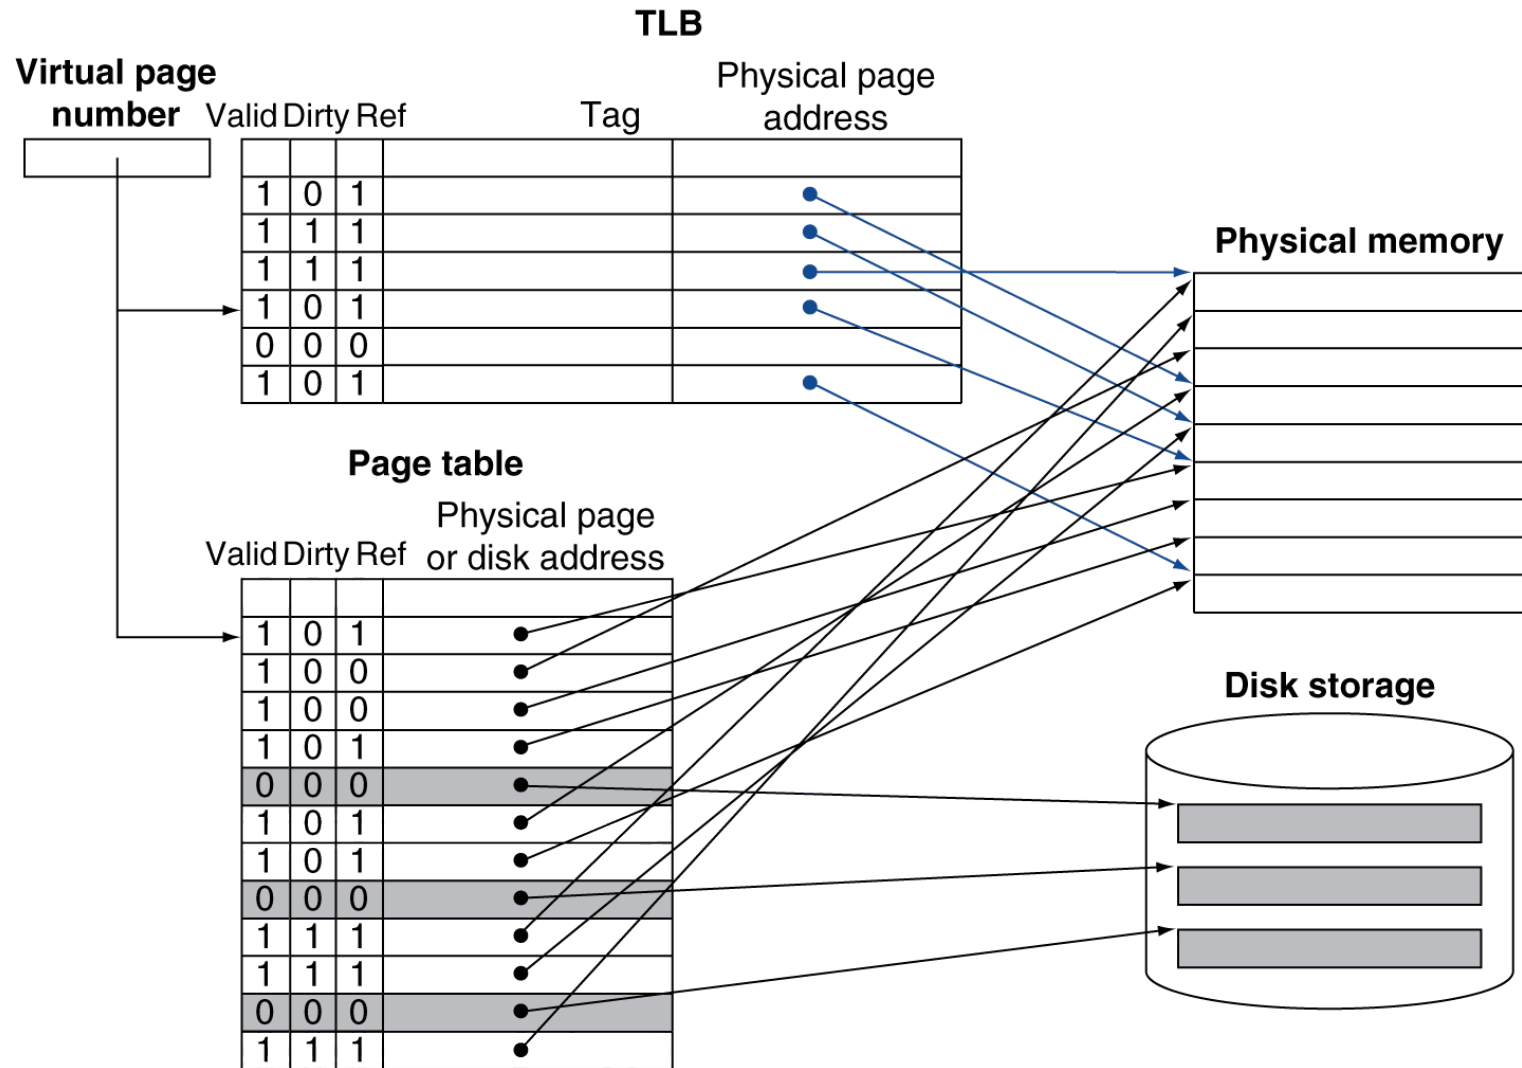 TLB
Virtual page
number
Valid Dirty Ref
Tag
Physical page
address
1 0 1
1 1 1
1 1 1
1 0 1
0 0 0
1 0 1
Physical memory
Page table
Valid Dirty Ref
Physical page
or disk address
1 0 1
1 0 0
1 0 0
1 0 1
0 0 0
1 0 1
1 0 1
0 0 0
1 1 1
1 1 1
0 0 0
1 1 1
Disk storage